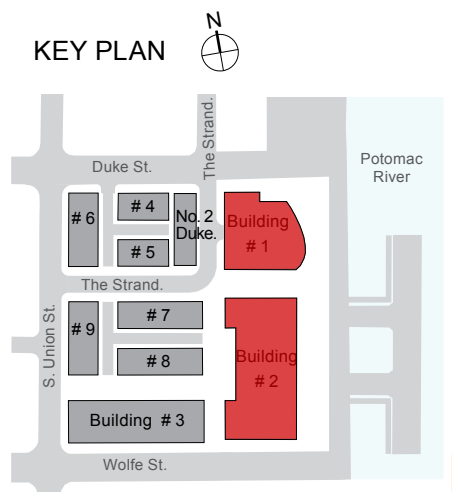 N
KEY PLAN
The Strand.
Duke St.
Potomac
River
# 6
# 4
No. 2
Duke.
Building
# 1
# 5
The Strand.
S. Union St.
# 9
# 7
# 8
Building
# 2
Building # 3
Wolfe St.